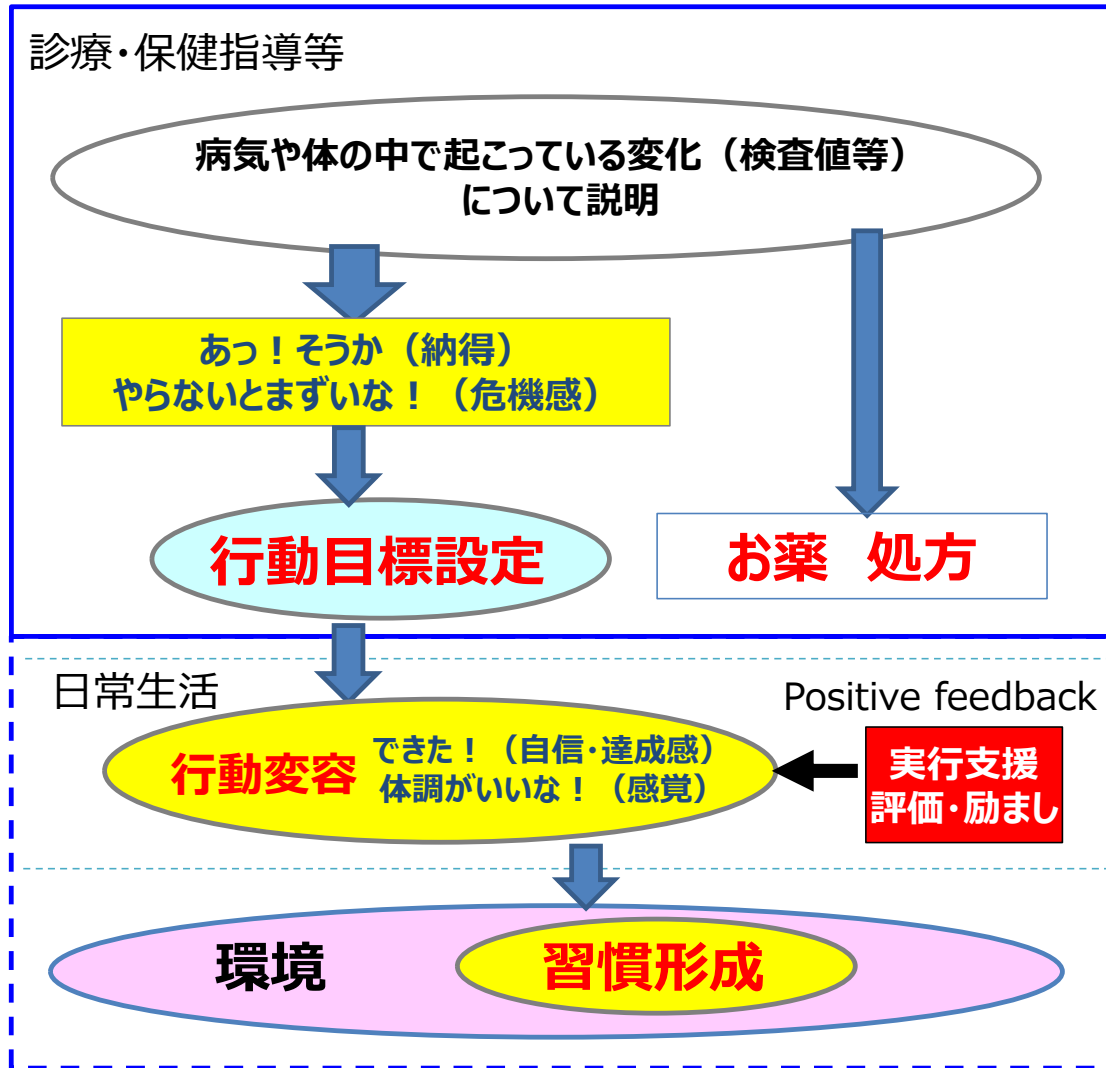 診療・保健指導等
病気や体の中で起こっている変化（検査値等）
について説明
あっ！そうか（納得）
やらないとまずいな！（危機感）
行動目標設定
お薬　処方
日常生活
Positive feedback
行動変容
できた！（自信・達成感）
体調がいいな！（感覚）
実行支援
評価・励まし
環境
習慣形成